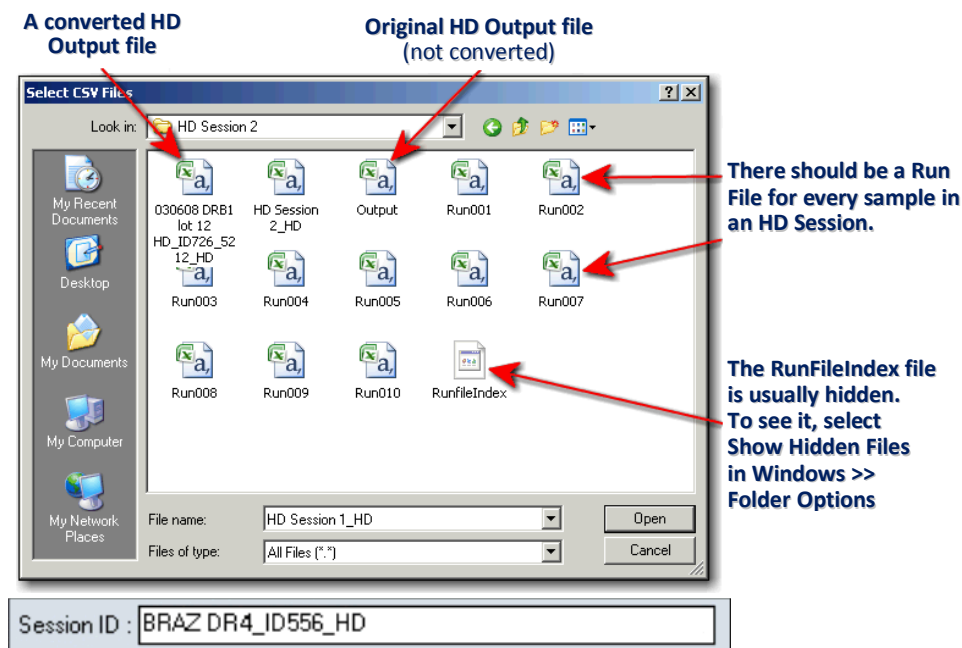 A converted HD
Output file
Original HD Output file
(not converted)
Select CSV Files
Look in:
HD Session 2
My Recent
Documents
Desktop
My Documents
My Computer
My Network
Places
030608 DRB1
lot 12
HD_ID726_52
12_HD
HD Session
2_HD
Output
Run001
Run002
Run003
Run004
Run005
Run006
Run007
Run008
Run009
Run010
RunfileIndex
File name:
HD Session 1_HD
Open
Files of type:
All Files (*.*)
Cancel
There should be a Run
File for every sample in
an HD Session.
The RunFileIndex file
is usually hidden.
To see it, select
Show Hidden Files
in Windows >>
Folder Options
Session ID :
BRAZ DR4_ID556_HD